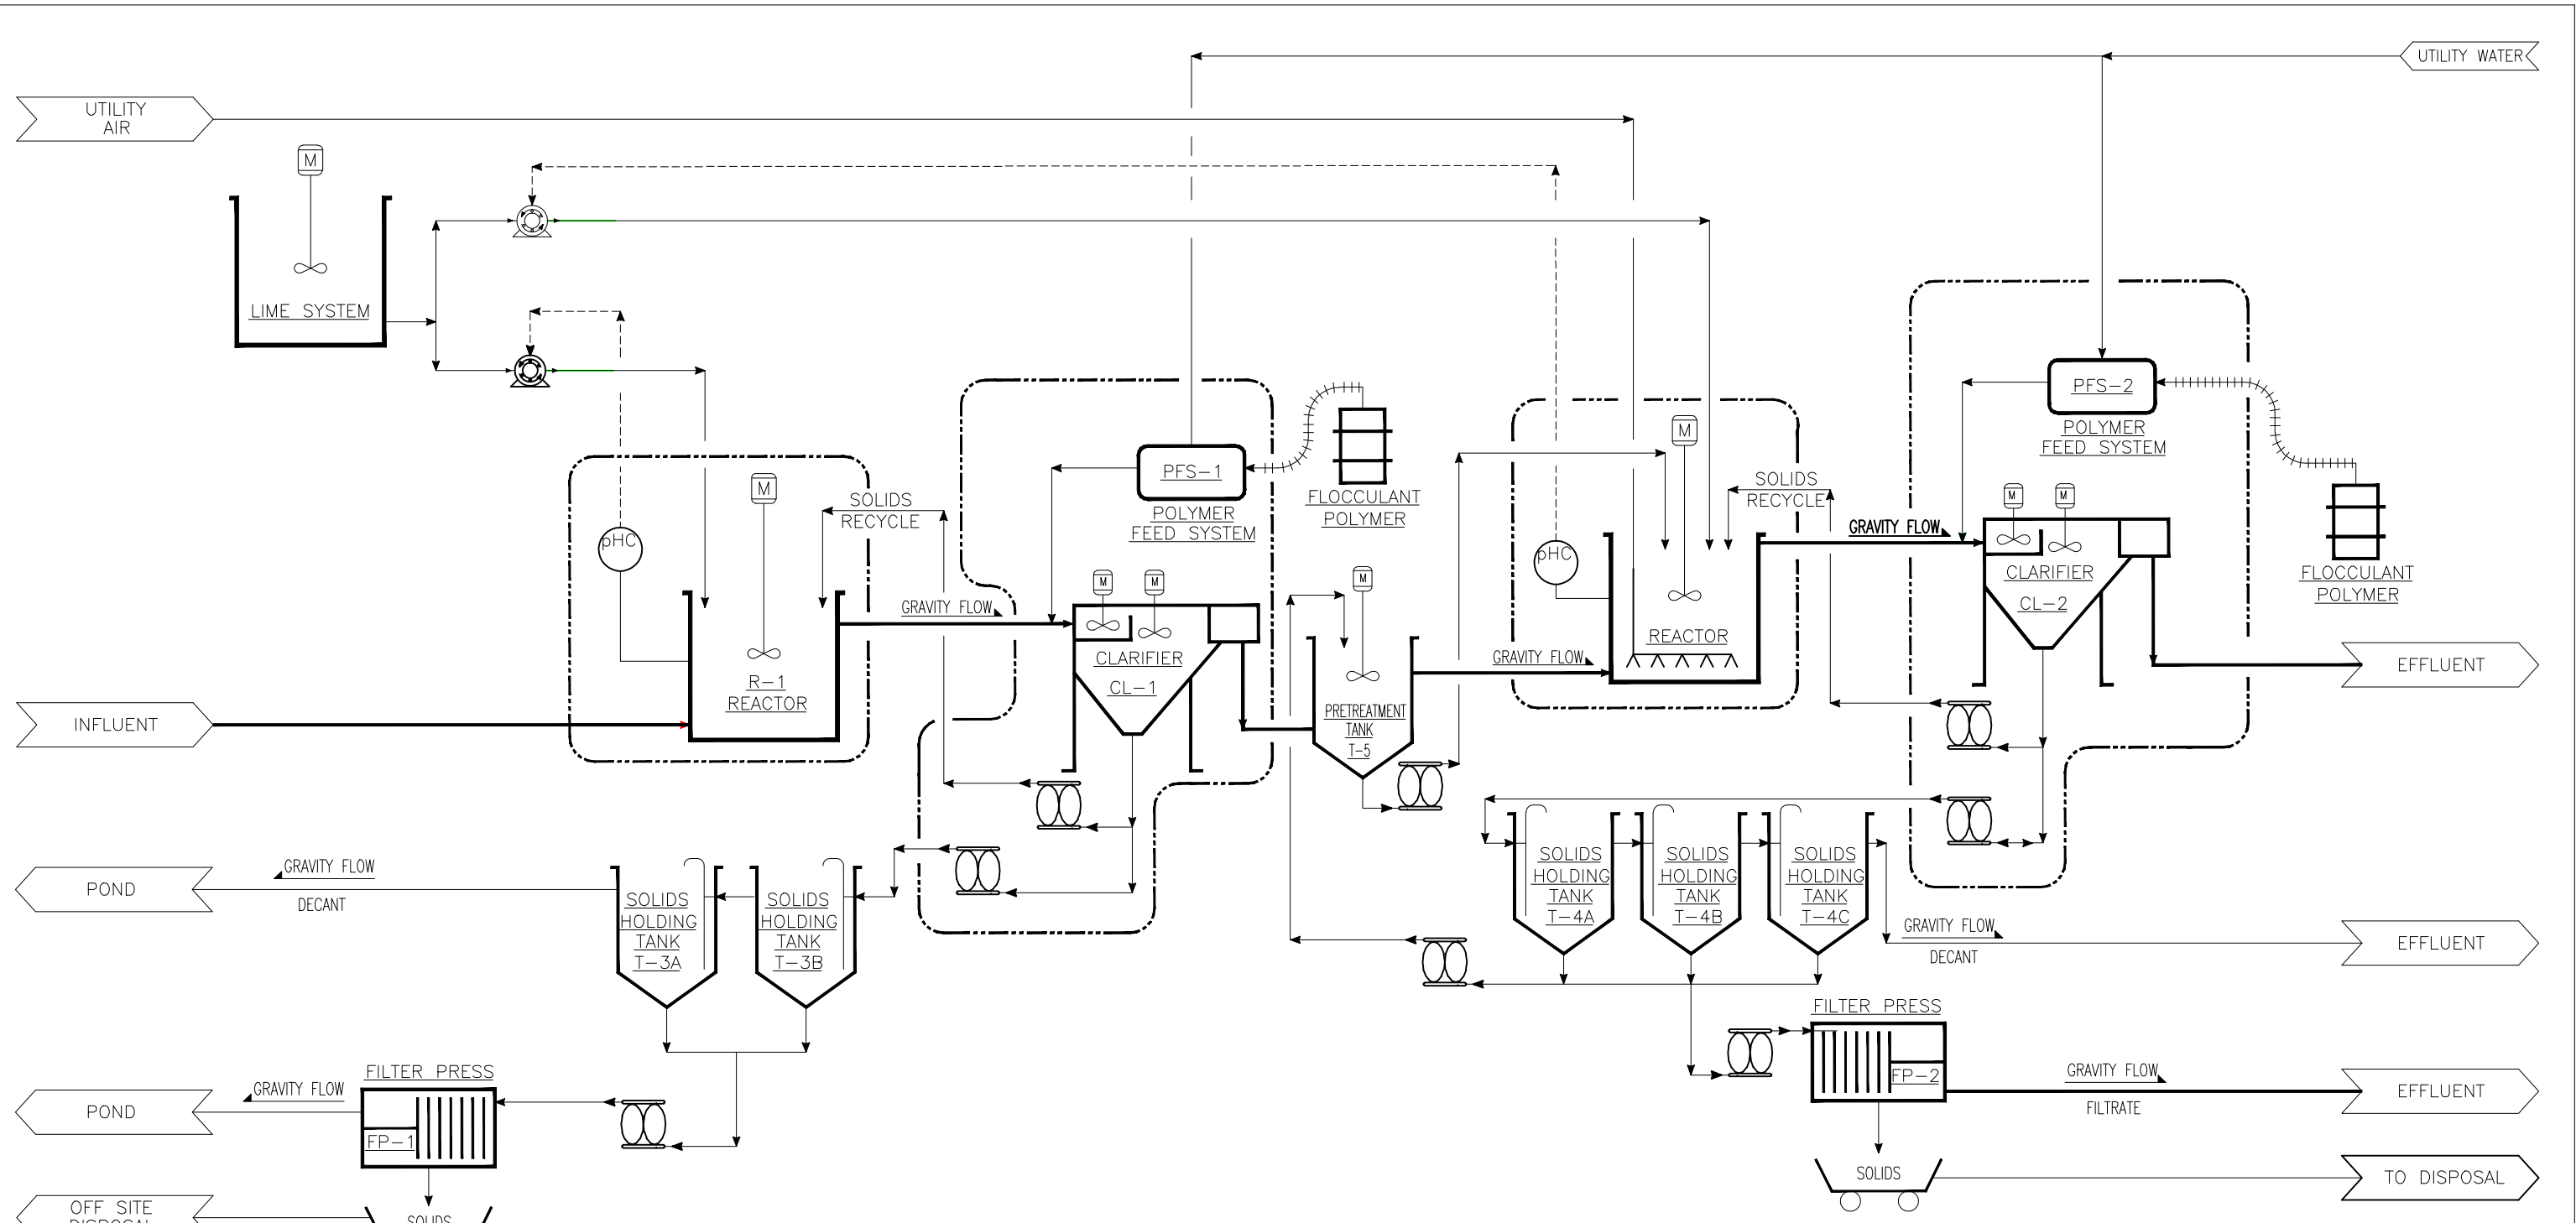 UTILITY WATER
UTILITY
AIR
M
LIME SYSTEM
PFS-2
POLYMER
FEED SYSTEM
M
PFS-1
POLYMER
FEED SYSTEM
FLOCCULANT
POLYMER
M
SOLIDS
RECYCLE
SOLIDS
RECYCLE
GRAVITY FLOW
M
M
CLARIFIER
CL-2
FLOCCULANT
POLYMER
pHC
pHC
M
M
M
M
GRAVITY FLOW
CLARIFIER
CL-1
REACTOR
GRAVITY FLOW
EFFLUENT
R-1
REACTOR
INFLUENT
PRETREATMENT
TANK
T-5
POND
GRAVITY FLOW
DECANT
SOLIDS
HOLDING
TANK
T-3A
SOLIDS
HOLDING
TANK
T-3B
SOLIDS
HOLDING
TANK
T-4A
SOLIDS
HOLDING
TANK
T-4B
SOLIDS
HOLDING
TANK
T-4C
GRAVITY FLOW
DECANT
EFFLUENT
FILTER PRESS
FP-2
GRAVITY FLOW
FILTRATE
EFFLUENT
FILTER PRESS
FP-1
GRAVITY FLOW
POND
SOLIDS
TO DISPOSAL
OFF SITE
DISPOSAL
SOLIDS